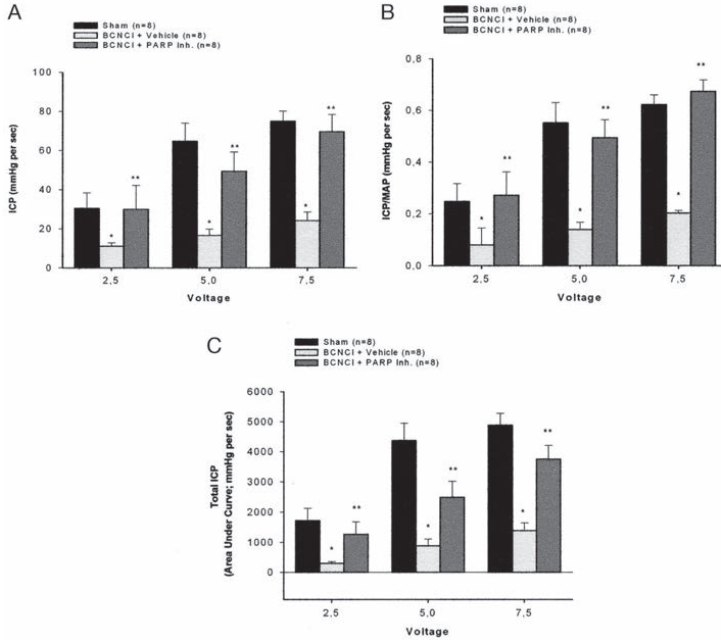 A
Sham (n=8)
BCNCI + Vehicle (n=8)
BCNCI + PARP Inh. (n=8)
ICP (mmHg per sec)
100
80
60
40
20
0
*
**
*
**
*
**
2,5
5,0
7,5
Voltage
B
Sham (n=8)
BCNCI + Vehicle (n=8)
BCNCI + PARP Inh. (n=8)
ICP/MAP (mmHg per sec)
0,8
0,6
0,4
0,2
0,0
*
**
*
**
*
**
2,5
5,0
7,5
Voltage
C
Sham (n=8)
BCNCI + Vehicle (n=8)
BCNCI + PARP Inh. (n=8)
Total ICP
(Area Under Curve; mmHg per sec)
6000
5000
4000
3000
2000
1000
0
*
**
*
**
*
**
2,5
5,0
7,5
Voltage